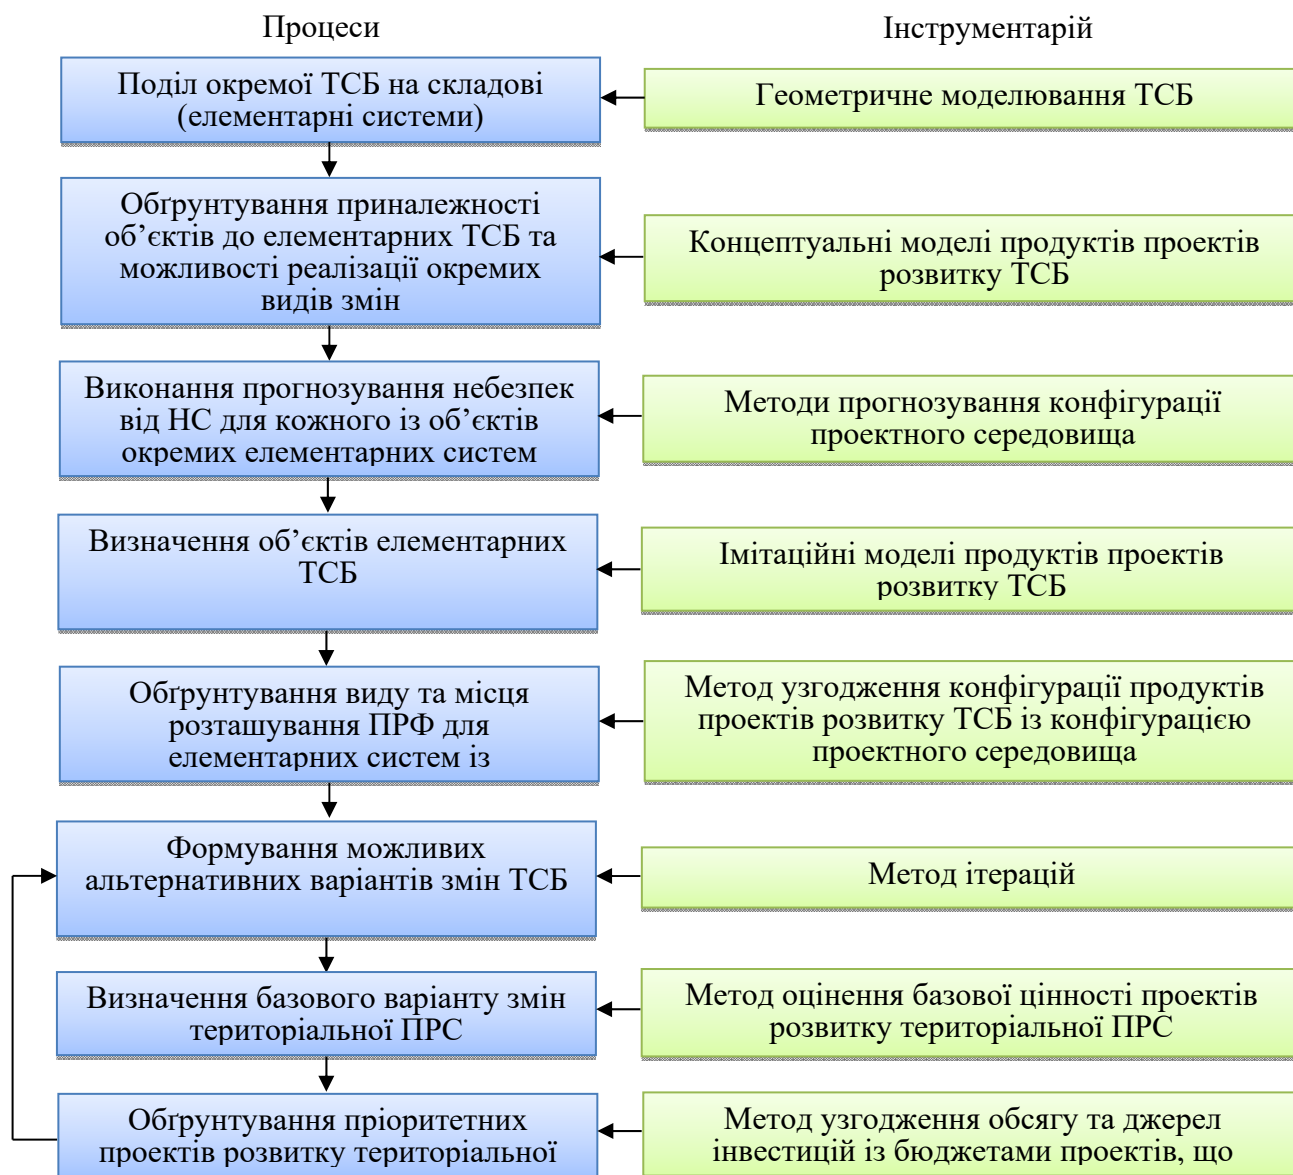 Процеси
Інструментарій
Поділ окремої ТСБ на складові
(елементарні системи)
Геометричне моделювання ТСБ
Обґрунтування приналежності
об’єктів до елементарних ТСБ та
можливості реалізації окремих
видів змін
Концептуальні моделі продуктів проектів
розвитку ТСБ
Виконання прогнозування небезпек
від НС для кожного із об’єктів
окремих елементарних систем
Методи прогнозування конфігурації
проектного середовища
Визначення об’єктів елементарних
ТСБ
Імітаційні моделі продуктів проектів
розвитку ТСБ
Обґрунтування виду та місця
розташування ПРФ для
елементарних систем із
Метод узгодження конфігурації продуктів
проектів розвитку ТСБ із конфігурацією
проектного середовища
Формування можливих
альтернативних варіантів змін ТСБ
Метод ітерацій
Визначення базового варіанту змін
територіальної ПРС
Метод оцінення базової цінності проектів
розвитку територіальної ПРС
Обґрунтування пріоритетних
проектів розвитку територіальної
Метод узгодження обсягу та джерел
інвестицій із бюджетами проектів, що